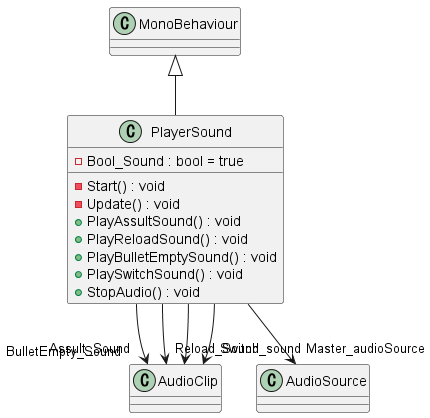 C MonoBehaviour
C PlayerSound
Bool_Sound : bool = true
Start() : void
Update() : void
PlayAssultSound() : void
PlayReloadSound() : void
PlayBulletEmptySound() : void
PlaySwitchSound() : void
StopAudio() : void
BulletEmpty_Sound
Assult_Sound
Reload_Sound
Switch_sound
Master_audioSource
C AudioClip
C AudioSource